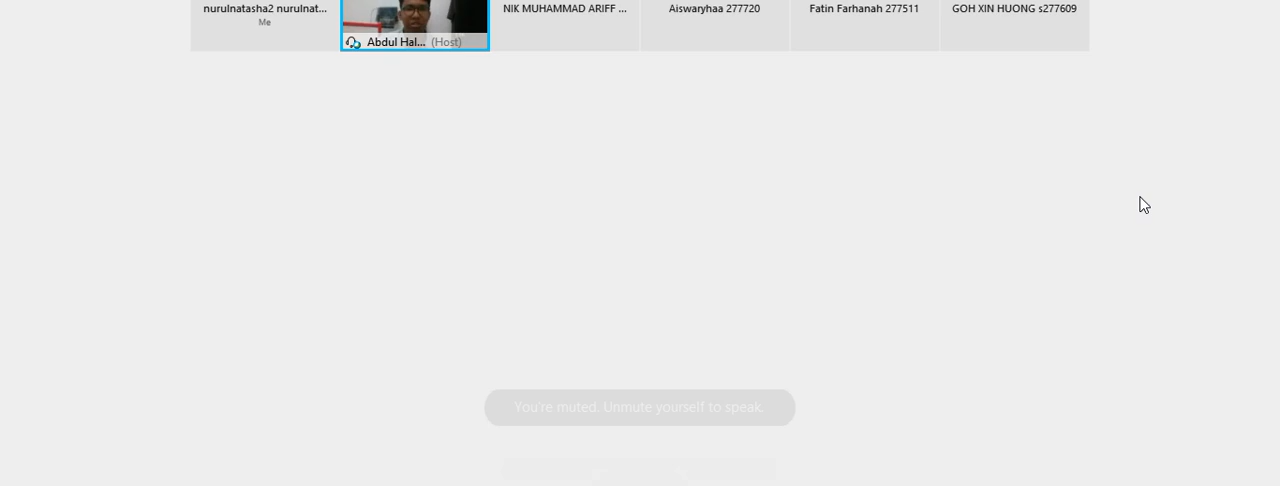 nurulnatasha2 nurulnat...
Me
Abdul Hal... (Host)
NIK MUHAMMAD ARIFF ...
Aiswaryhaa 277720
Fatin Farhanah 277511
GOH XIN HUONG s277609
You're muted. Unmute yourself to speak.